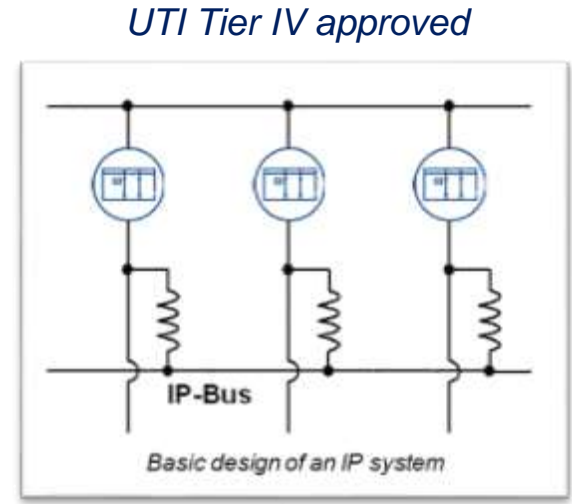 UTI Tier IV approved
IP-Bus
Basic design of an IP system